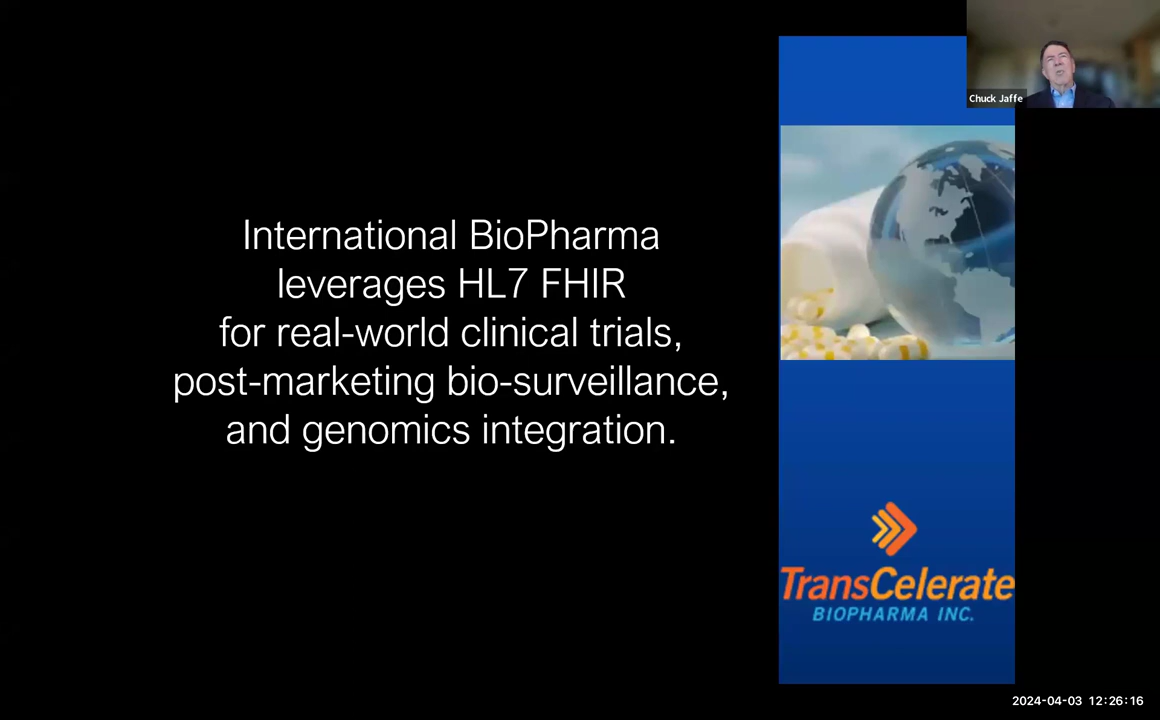 Chuck Jaffe
International BioPharma
leverages HL7 FHIR
for real-world clinical trials,
post-marketing bio-surveillance,
and genomics integration.
TransCelerate
BIOPHARMA INC.
2024-04-03 12:26:16